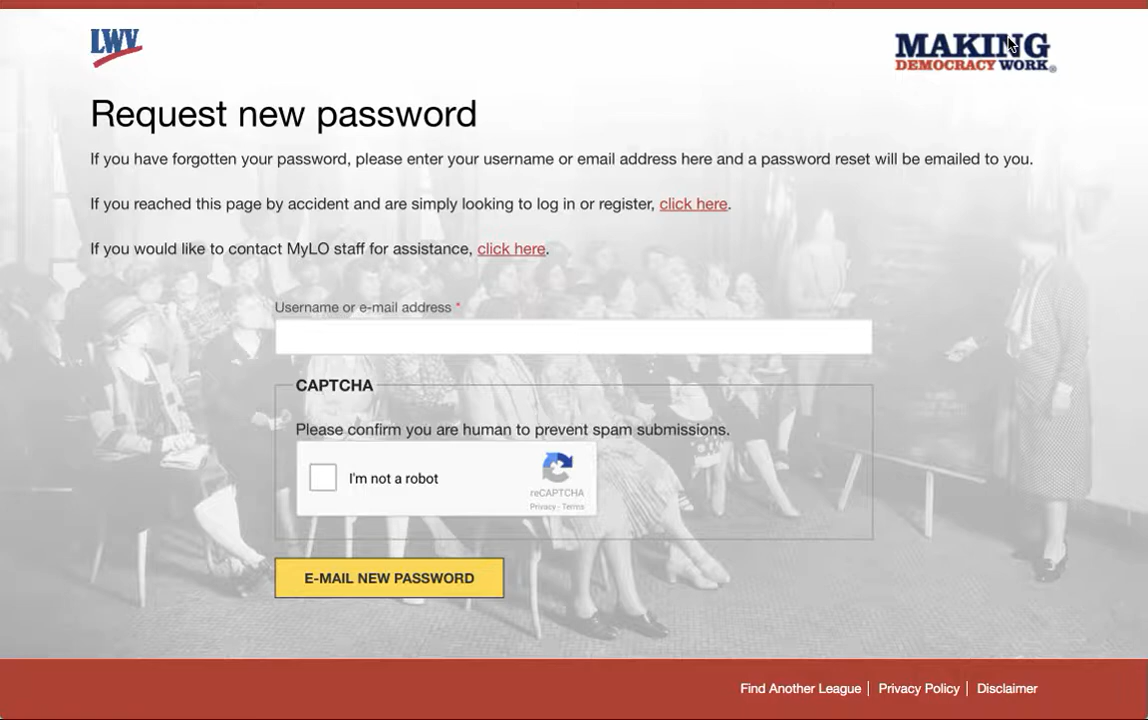 LWV
MAKING
DEMOCRACY WORK®
Request new password
If you have forgotten your password, please enter your username or email address here and a password reset will be emailed to you.
If you reached this page by accident and are simply looking to log in or register, click here.
If you would like to contact MyLO staff for assistance, click here.
Username or e-mail address *
CAPTCHA
Please confirm you are human to prevent spam submissions.
I'm not a robot
reCAPTCHA
Privacy - Terms
E-MAIL NEW PASSWORD
Find Another League | Privacy Policy | Disclaimer